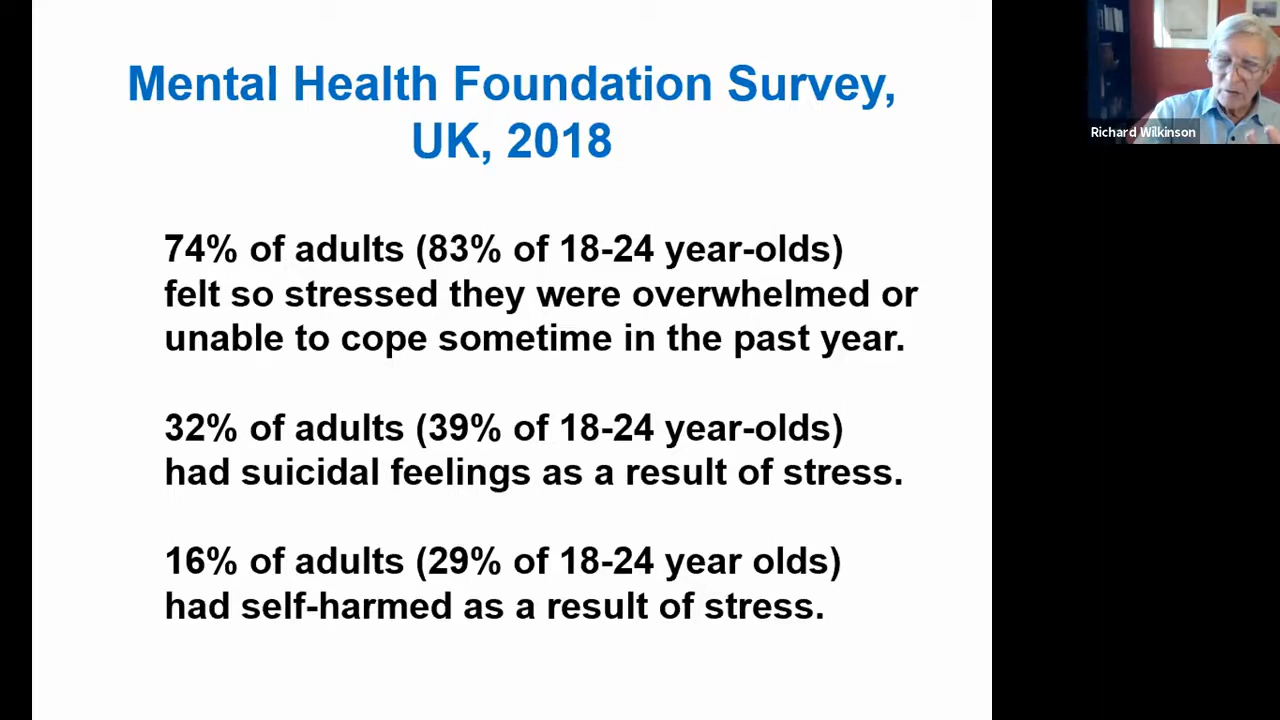 Mental Health Foundation Survey,
UK, 2018
Richard Wilkinson
74% of adults (83% of 18-24 year-olds)
felt so stressed they were overwhelmed or
unable to cope sometime in the past year.
32% of adults (39% of 18-24 year-olds)
had suicidal feelings as a result of stress.
16% of adults (29% of 18-24 year olds)
had self-harmed as a result of stress.